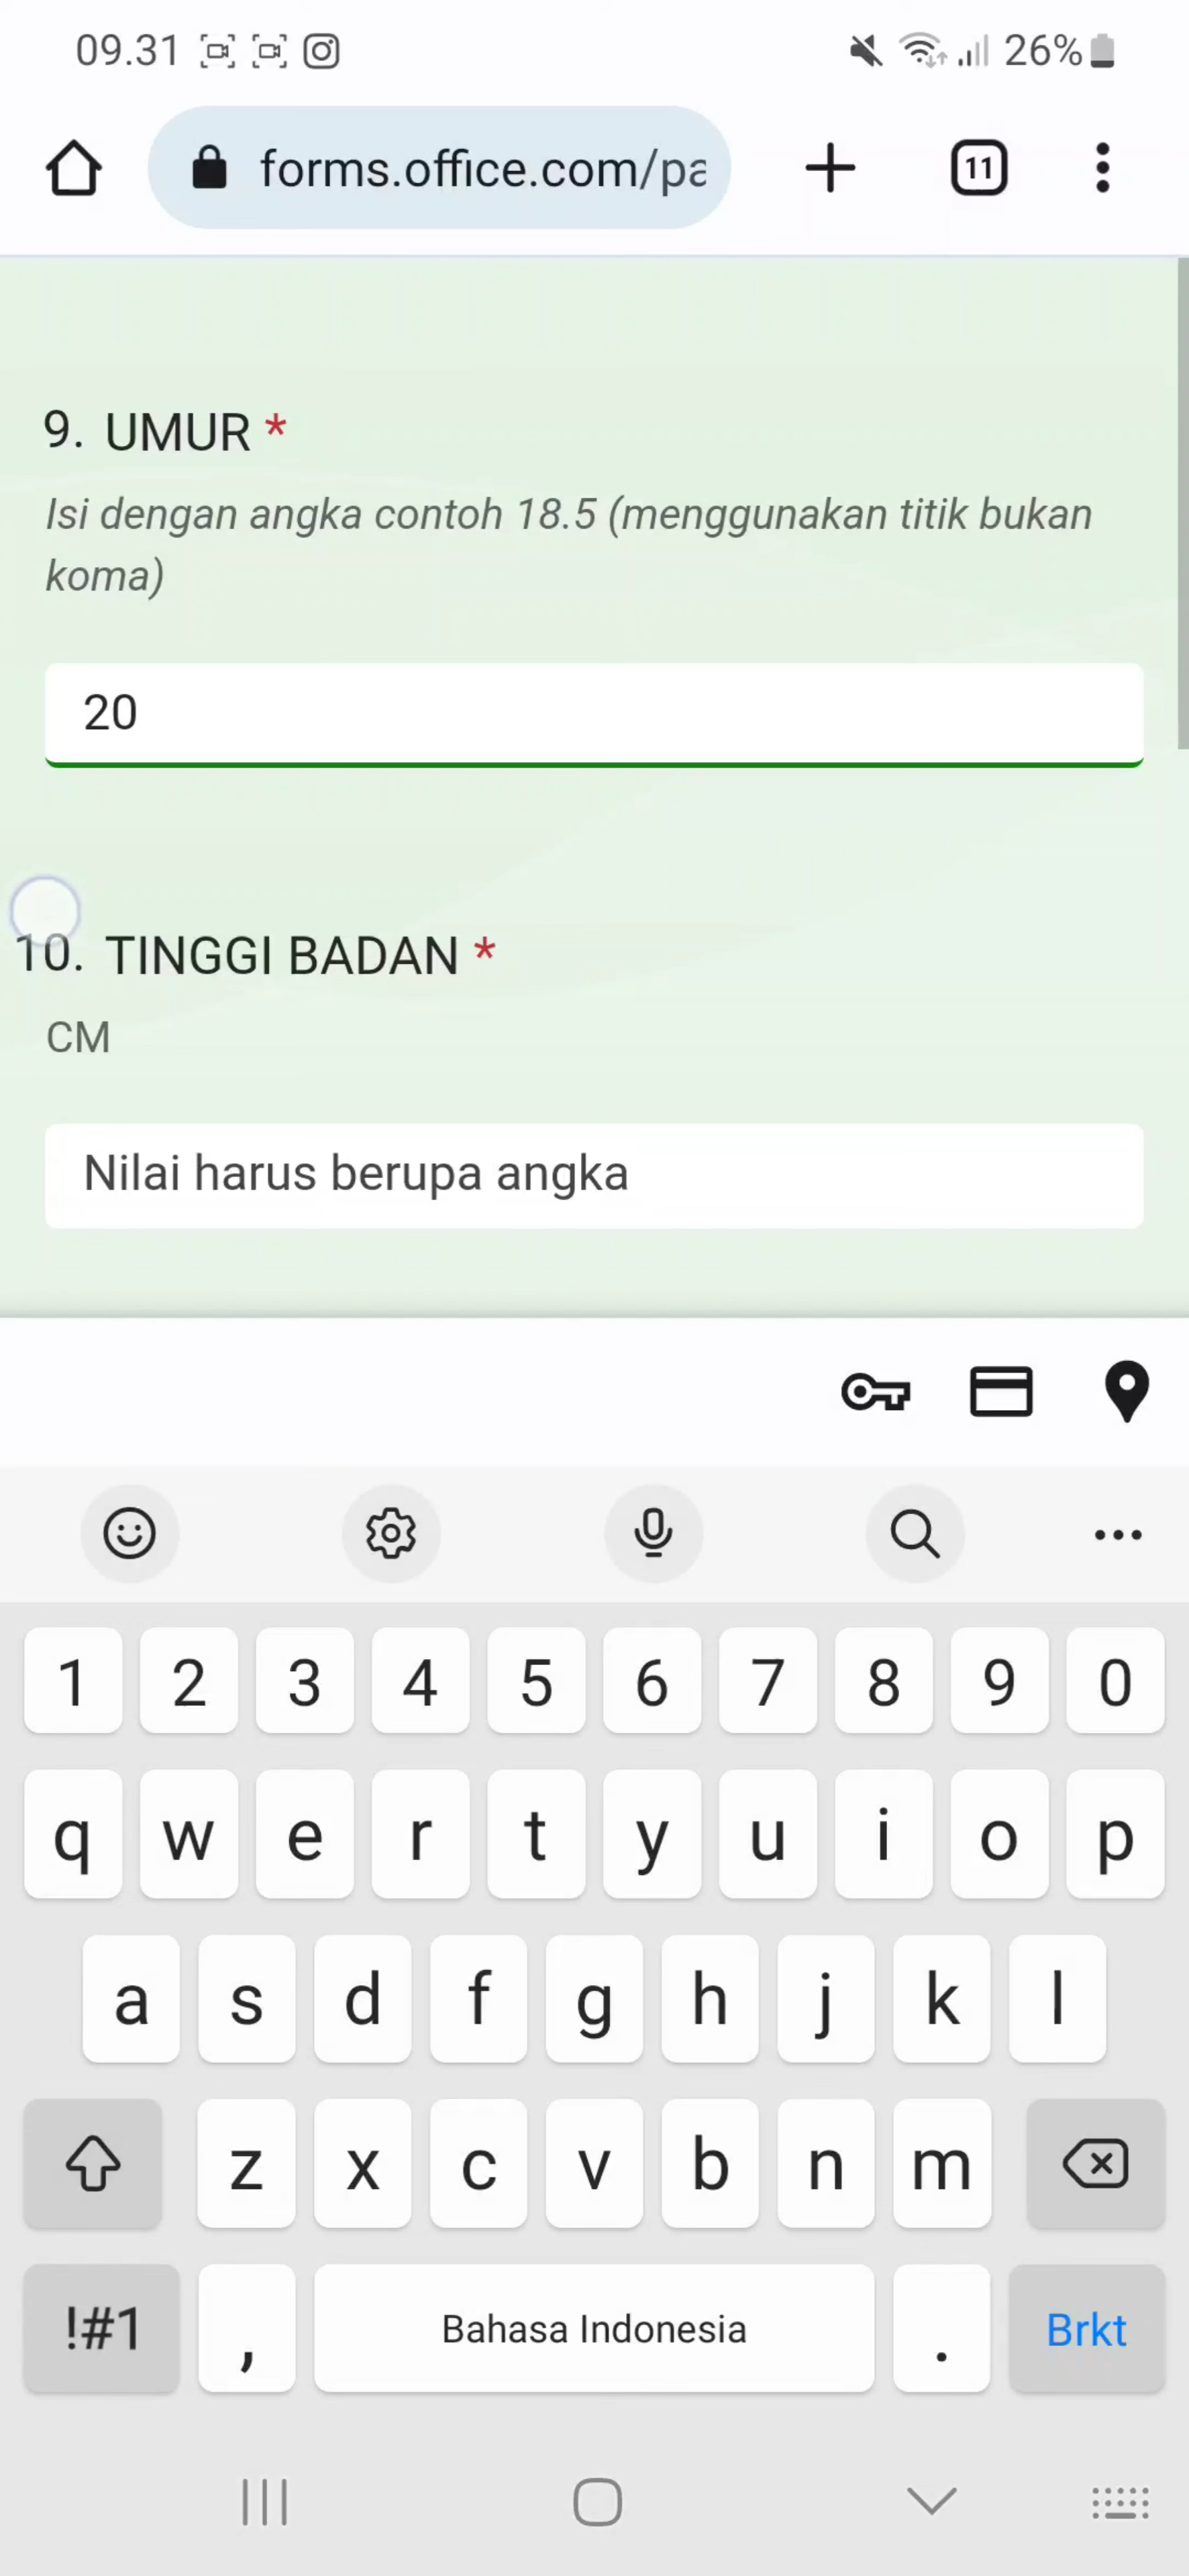 09.31
26%
forms.office.com/pa
11
9. UMUR *
Isi dengan angka contoh 18.5 (menggunakan titik bukan
koma)
20
10. TINGGI BADAN *
CM
Nilai harus berupa angka
1 2 3 4 5 6 7 8 9 0
q w e r t y u i o p
a s d f g h j k l
z x c v b n m
!#1 , Bahasa Indonesia . Brkt